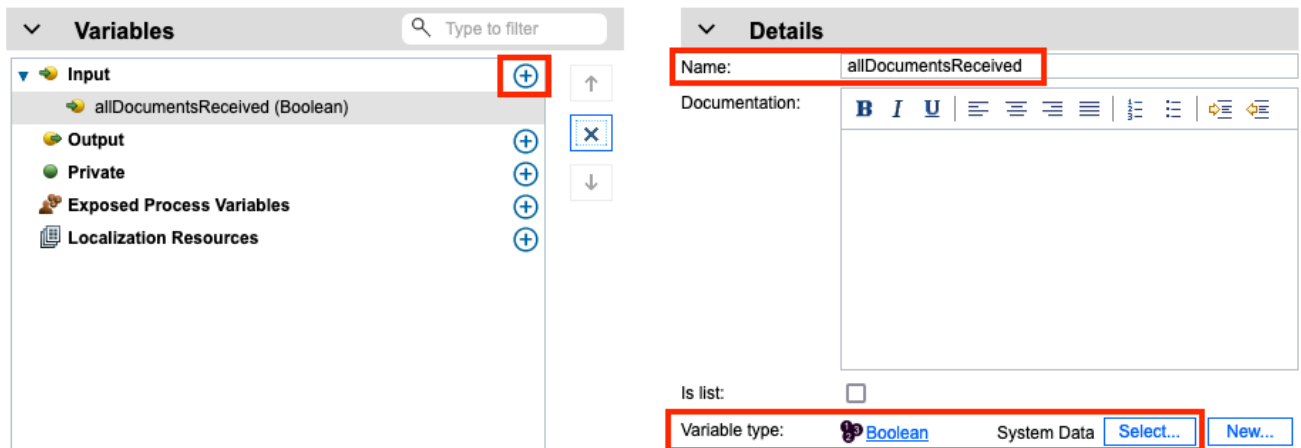 Variables
Type to filter
Input
allDocumentsReceived (Boolean)
Output
Private
Exposed Process Variables
Localization Resources
Details
Name: allDocumentsReceived
Documentation:
B I U
Is list:
Variable type: Boolean System Data Select... New...